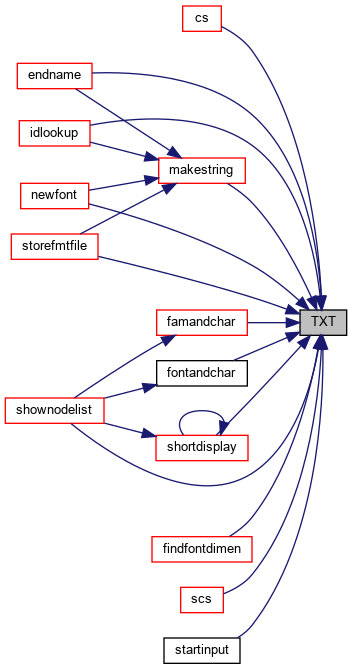 cs
endname
idlookup
makestring
newfont
storefmtfile
TXT
famandchar
fontandchar
shownodelist
shortdisplay
findfontdimen
scs
startinput